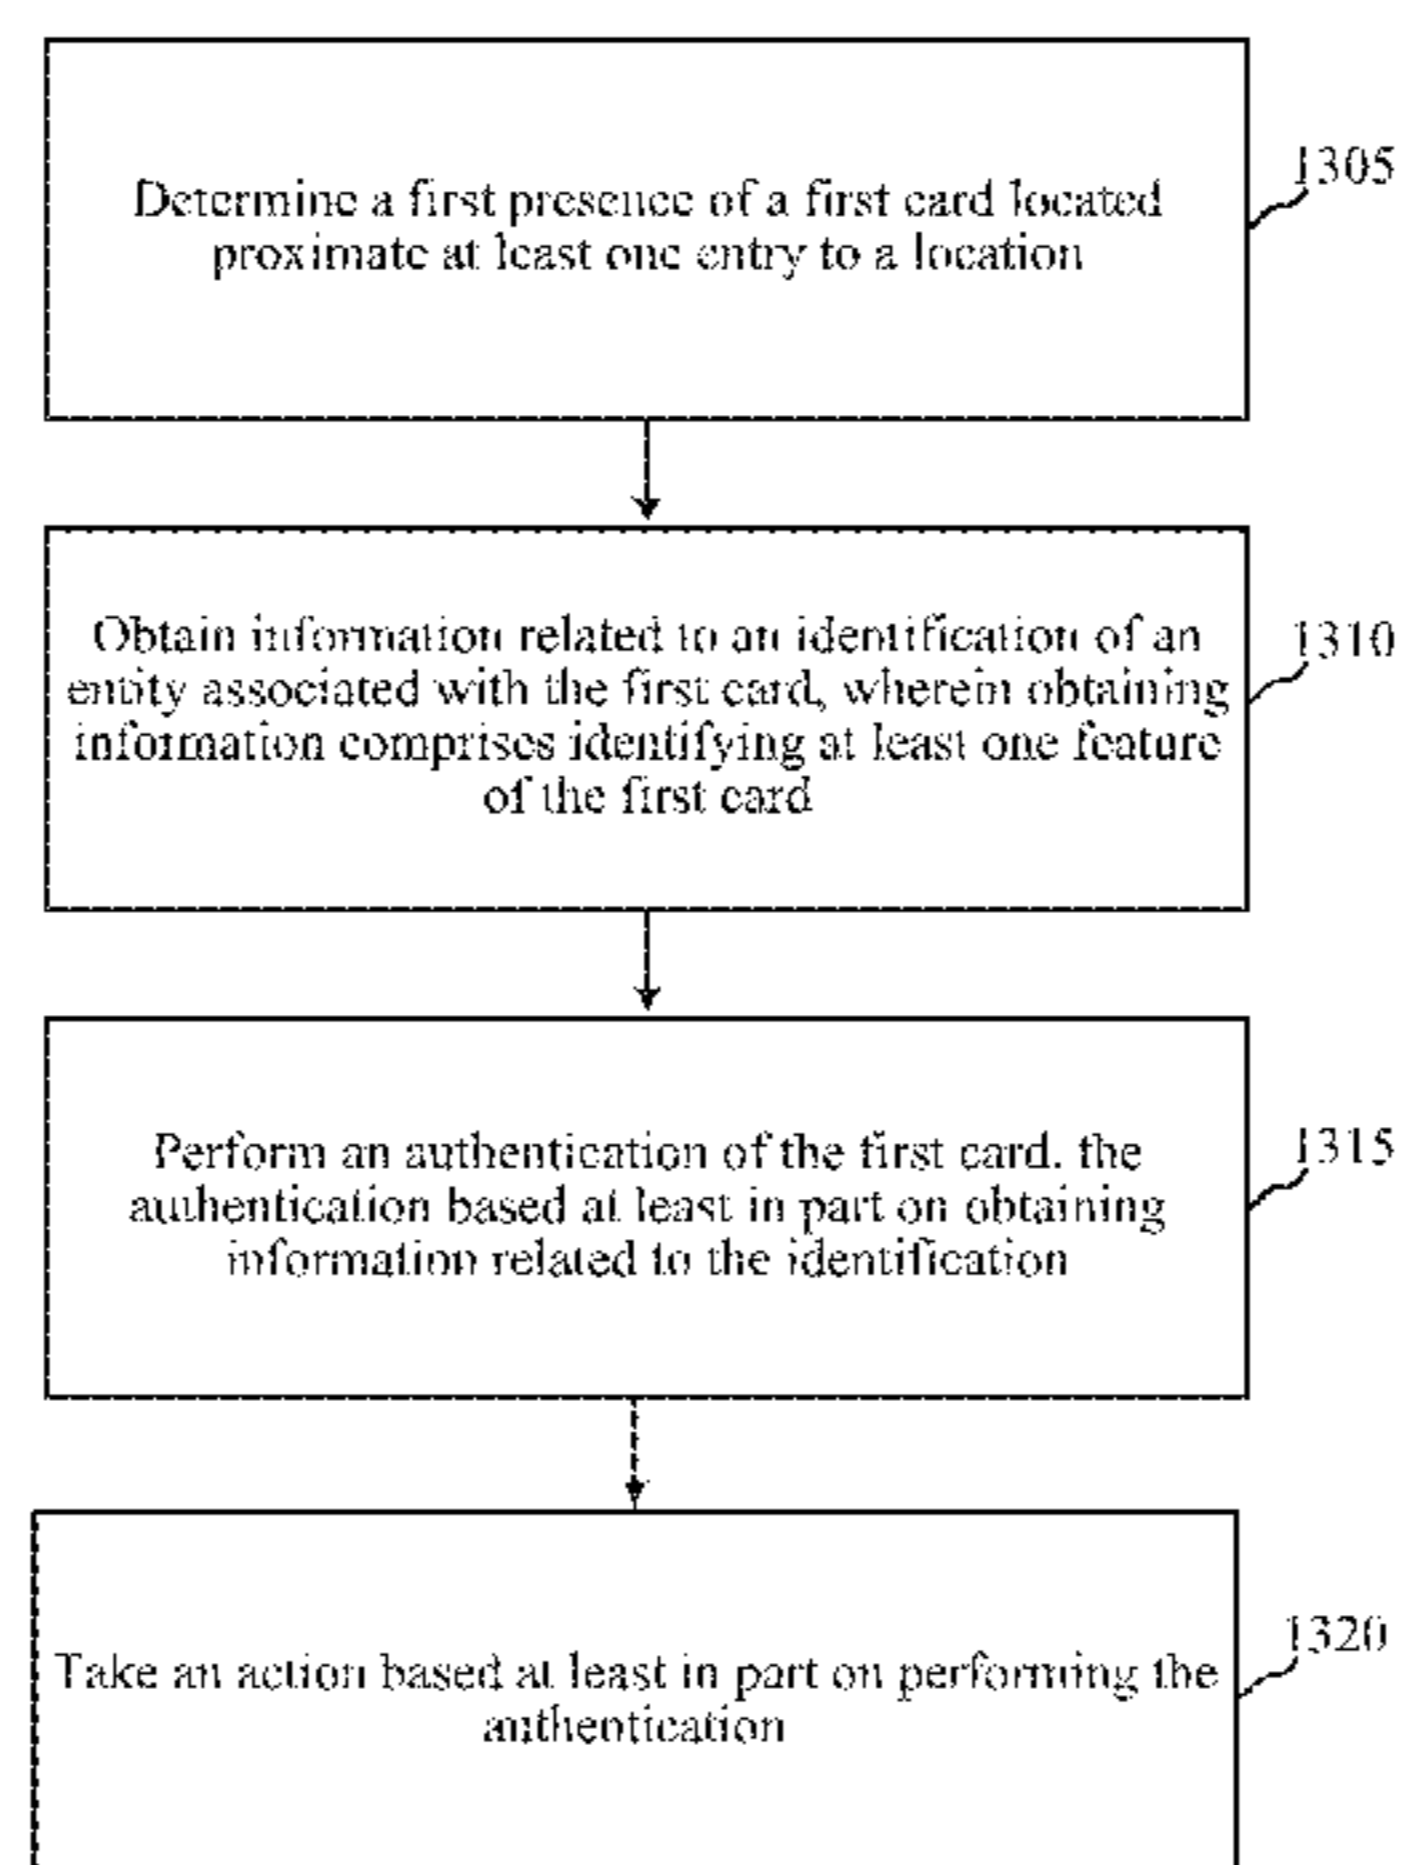 1305
Determine a first presence of a first card located
proximate at least one entry to a location
1310
Obtain information related to an identification of an
entity associated with the first card, wherein obtaining
information comprises identifying at least one feature
of the first card
1315
Perform an authentication of the first card. the
authentication based at least in part on obtaining
information related to the identification
1320
Take an action based at least in part on performing the
authentication